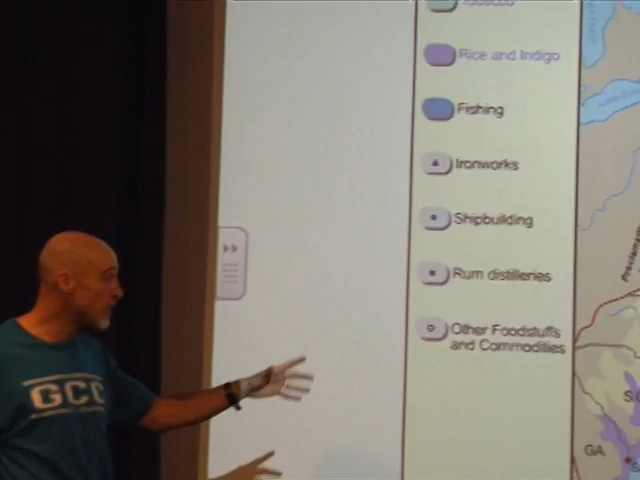 Rice and Indigo
Fishing
Ironworks
Shipbuilding
Rum distilleries
Other Foodstuffs
and Commodities
GCC
GA